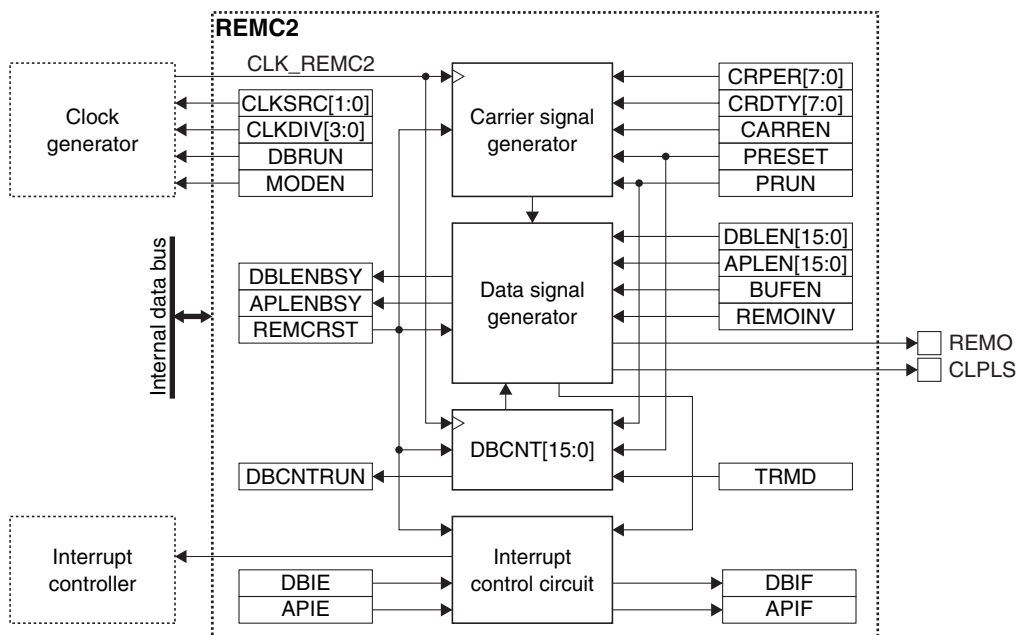 REMC2
CLK_REMC2
Clock
generator
CLKSRC[1:0]
CLKDIV[3:0]
DBRUN
MODEN
Carrier signal
generator
CRPER[7:0]
CRDTY[7:0]
CARREN
PRESET
PRUN
Internal data bus
DBLENBSY
APLENBSY
REMCRST
Data signal
generator
DBLEN[15:0]
APLEN[15:0]
BUFEN
REMOINV
REMO
CLPLS
DBCNTRUN
DBCNT[15:0]
TRMD
Interrupt
controller
DBIE
APIE
Interrupt
control circuit
DBIF
APIF